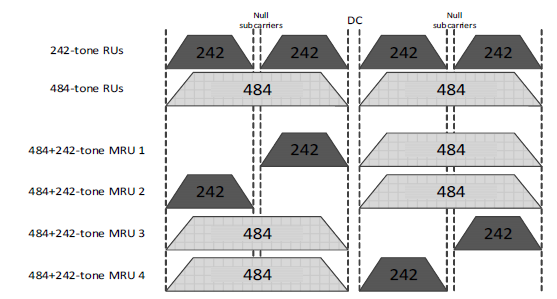 Null
subcarriers
DC
Null
subcarriers
242-tone RUs 242 242 242 242
484-tone RUs 484 484
484+242-tone MRU 1 242 484
484+242-tone MRU 2 242 484
484+242-tone MRU 3 484 242
484+242-tone MRU 4 484 242